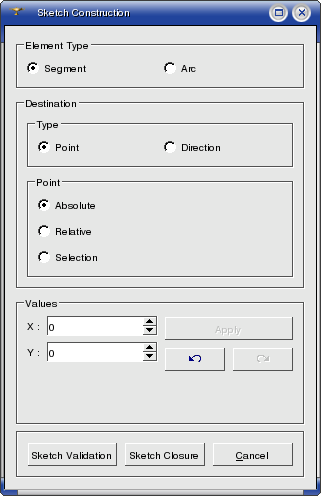 Sketch Construction
Element Type
Segment Arc
Destination
Type
Point Direction
Point
Absolute
Relative
Selection
Values
X : 0 Apply
Y : 0
Sketch Validation Sketch Closure Cancel